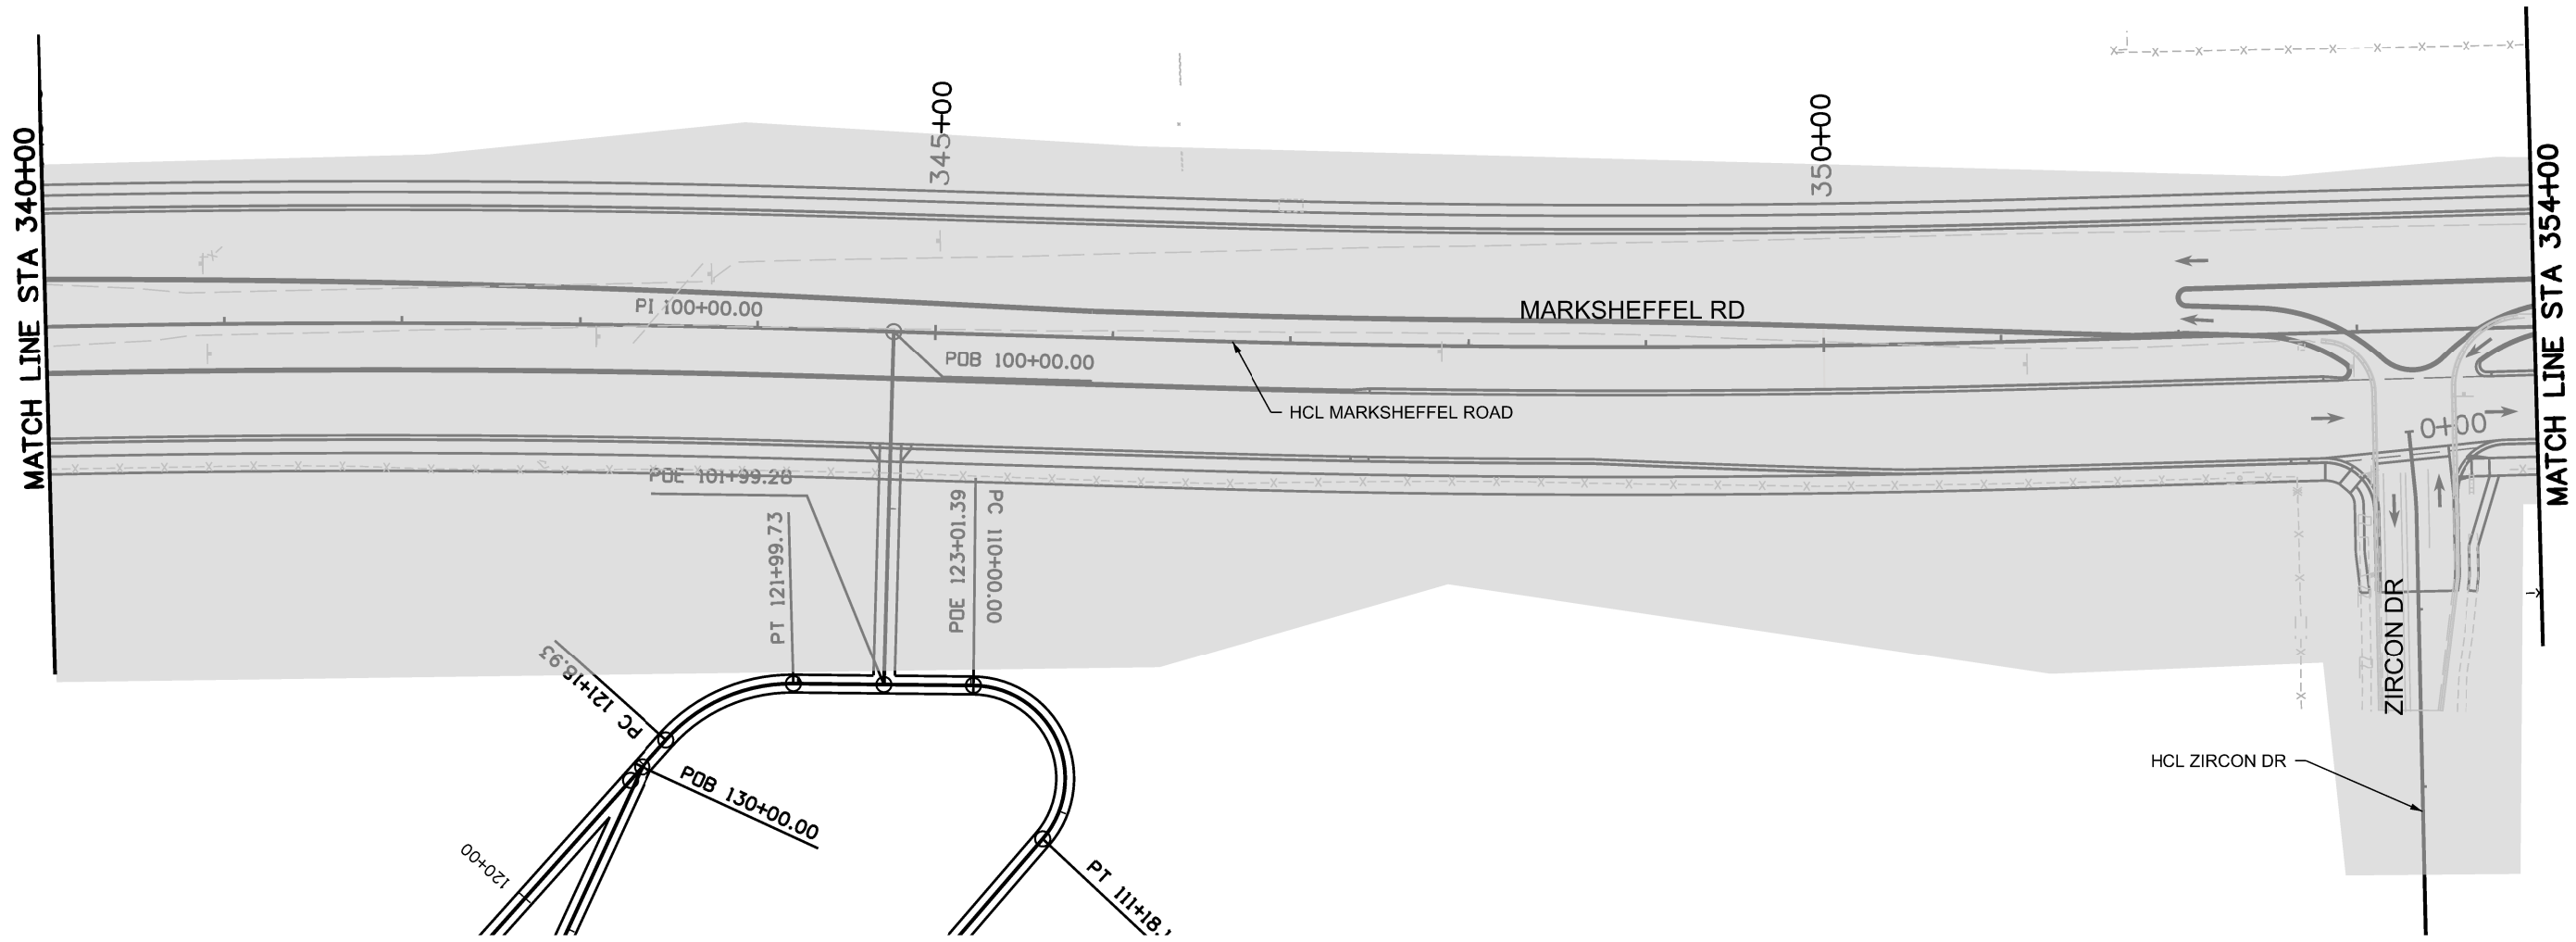 MATCH LINE STA 340+00
345+00
350+00
MATCH LINE STA 354+00
PI 100+00.00
MARKSHEFFEL RD
POB 100+00.00
HCL MARKSHEFFEL ROAD
0+00
POE 101+99.28
PT 121+99.73
POE 123+01.39
PC 110+00.00
PC 121+18.93
POB 130+00.00
120+00
PT 111+18.
ZIRCON DR
HCL ZIRCON DR